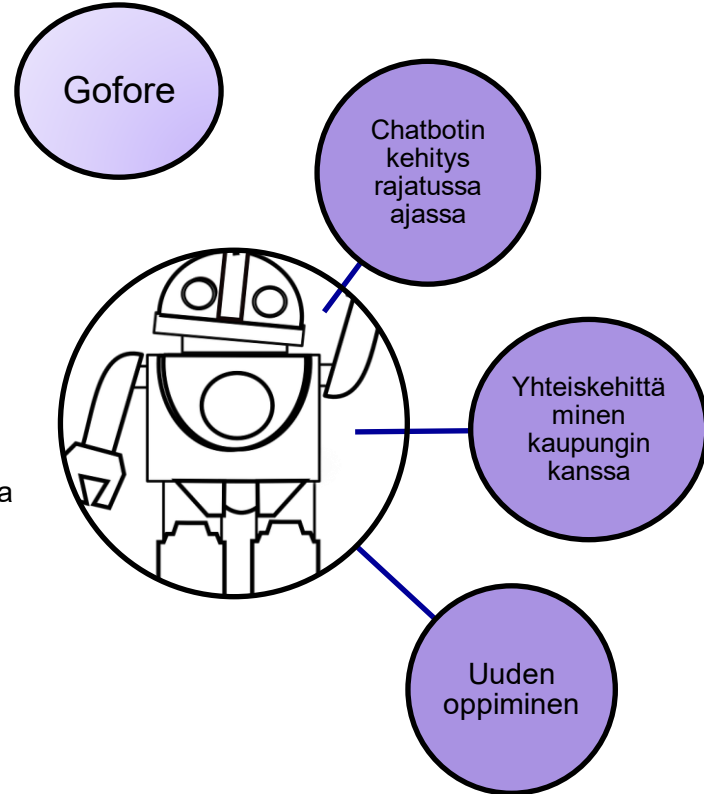 Gofore
Chatbotin
kehitys
rajatussa
ajassa
Yhteiskehittä
minen
kaupungin
kanssa
a
Uuden
oppiminen